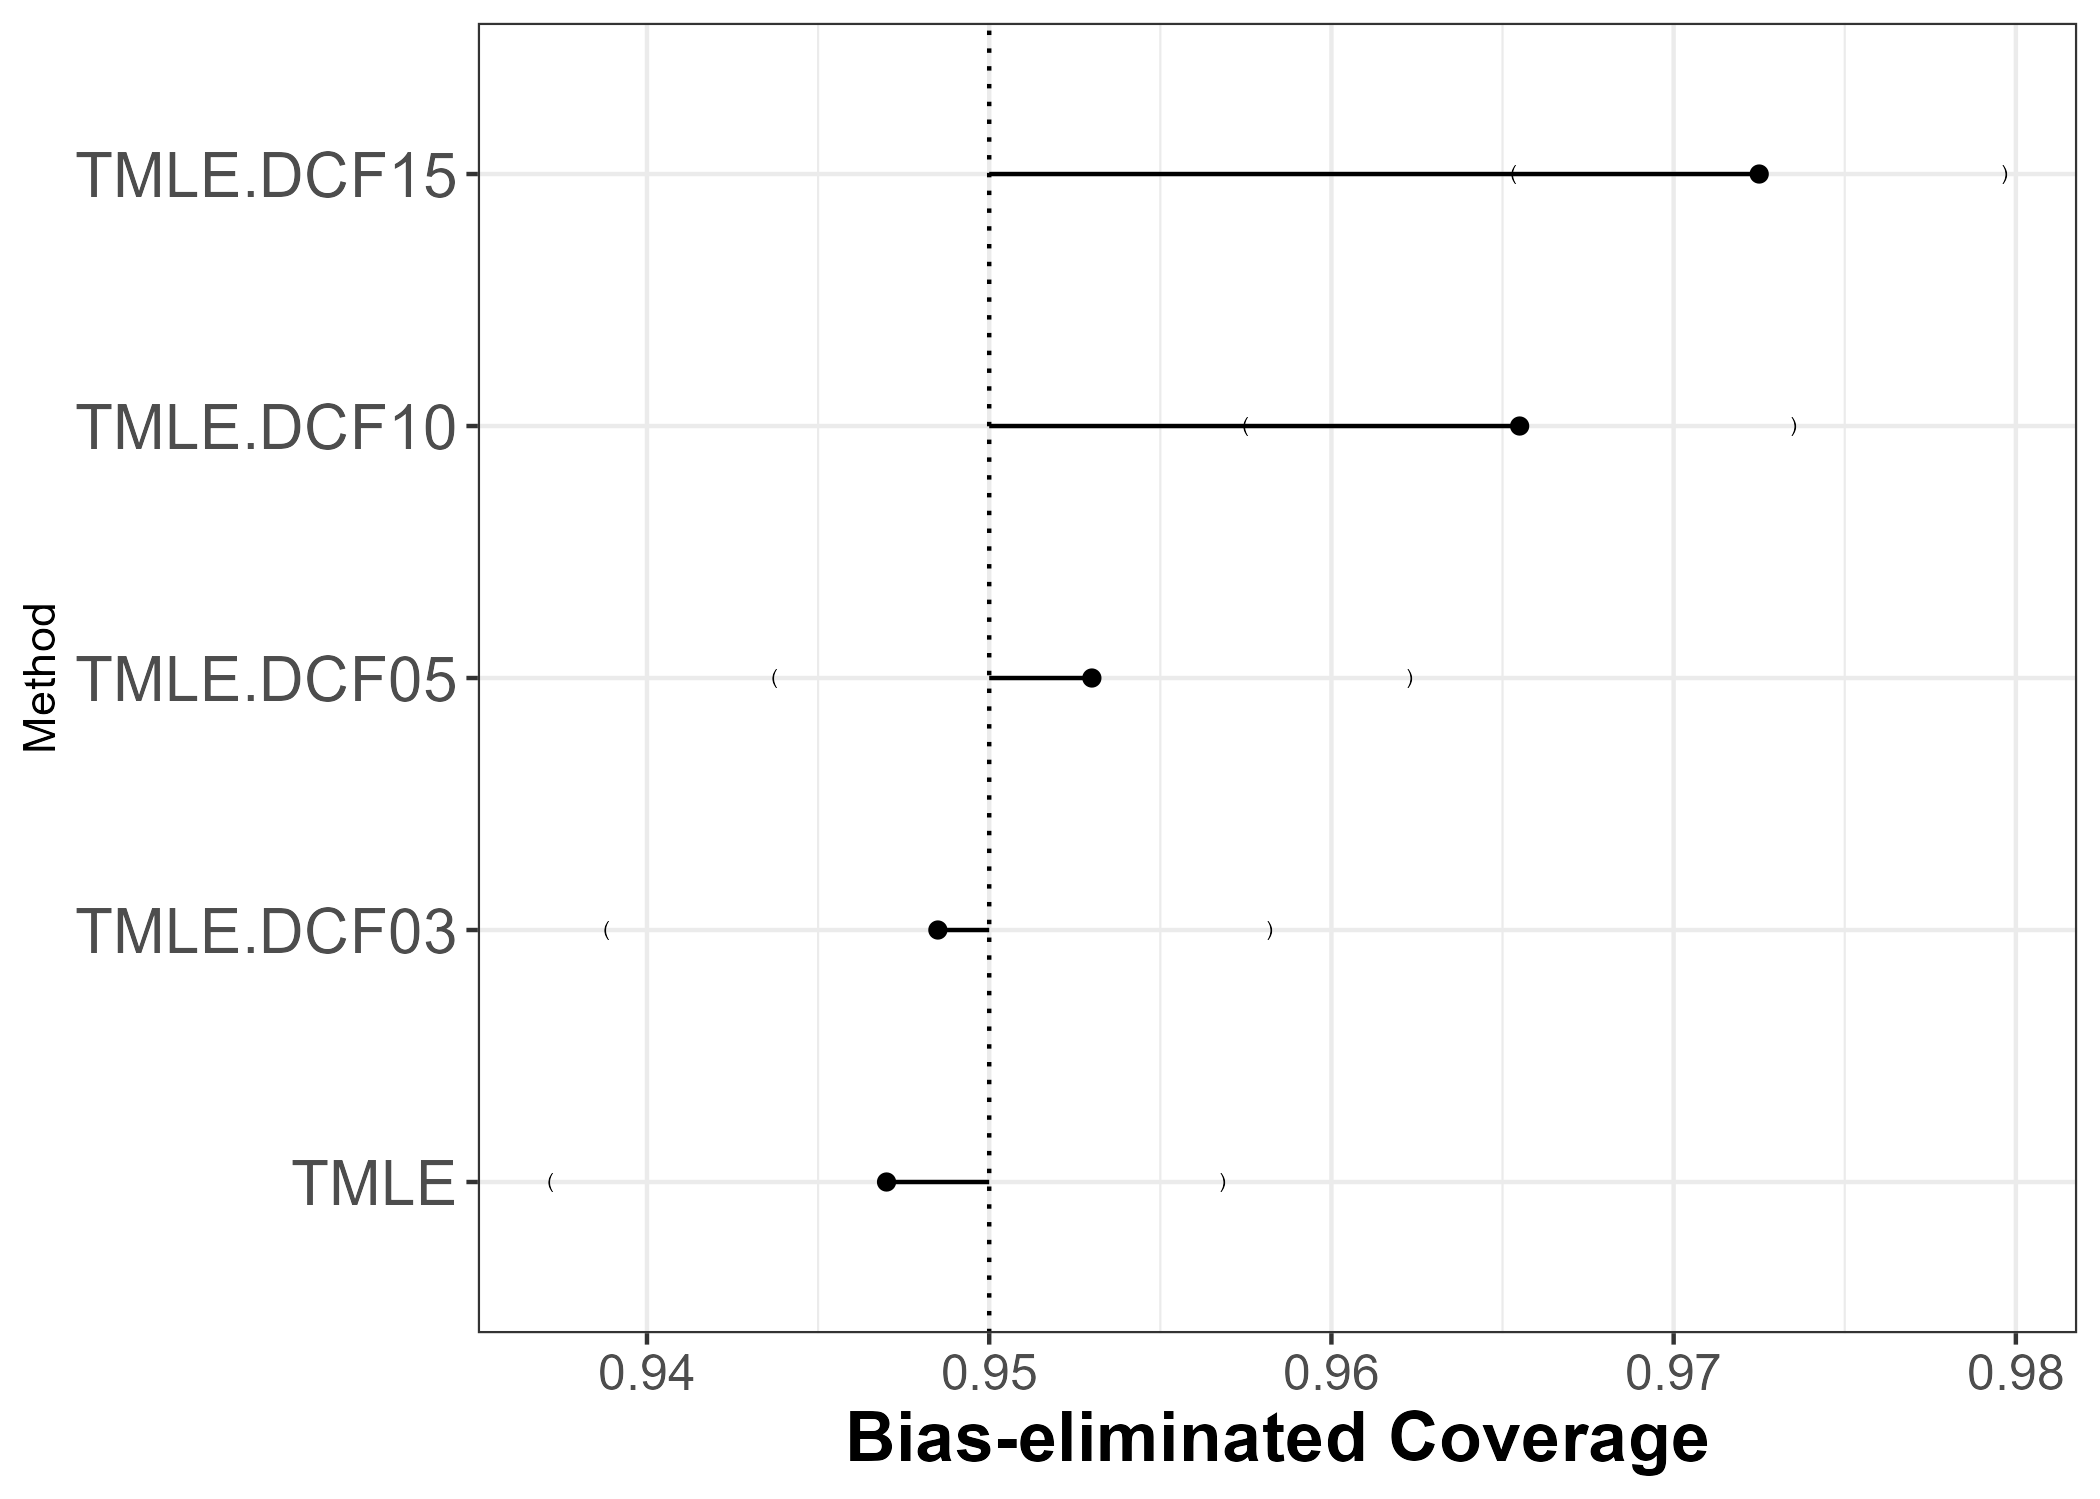 TMLE.DCF15
TMLE.DCF10
TMLE.DCF05
TMLE.DCF03
TMLE
Method
0.94 0.95 0.96 0.97 0.98
Bias-eliminated Coverage